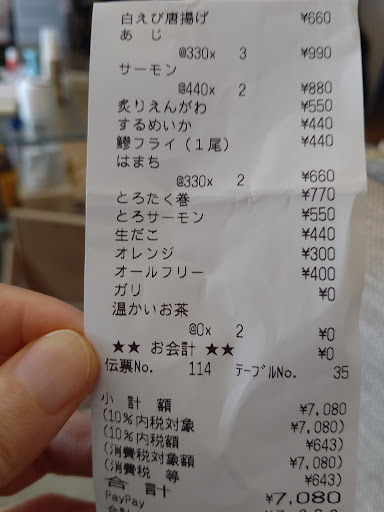 白えび唐揚げ ¥660
あじ
@330x 3 ¥990
サーモン
@440x 2 ¥880
炙りえんがわ ¥550
するめいか ¥440
鯵フライ(1尾) ¥440
はまち
@330x 2 ¥660
とろたく巻 ¥770
とろサーモン ¥550
生だこ ¥440
オレンジ ¥300
オールフリー ¥400
ガリ ¥0
温かいお茶
@0x 2 ¥0
★★ お会計 ★★ ¥0
伝票No. 114 テーブルNo. 35
小 計 額 ¥7,080
(10%内税対象 ¥7,080)
(10%内税額 ¥643)
(消費税対象額 ¥7,080)
(消費税 等 ¥643)
合 計 ¥7,080
PayPay